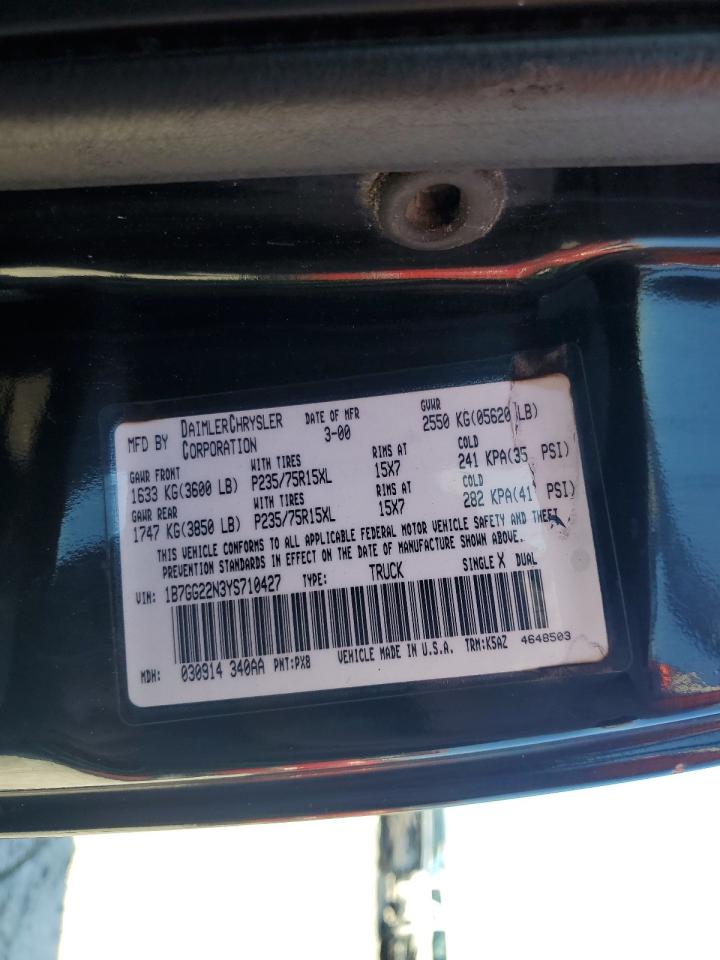 MFD BY DAIMLERCHRYSLER CORPORATION DATE OF MFR 3-00 GVWR 2550 KG(05620 LB)
GAWR FRONT WITH TIRES RIMS AT COLD
1633 KG(3600 LB) P235/75R15XL 15X7 241 KPA(35 PSI)
GAWR REAR WITH TIRES RIMS AT COLD
1747 KG(3850 LB) P235/75R15XL 15X7 282 KPA(41 PSI)
THIS VEHICLE CONFORMS TO ALL APPLICABLE FEDERAL MOTOR VEHICLE SAFETY AND THEFT
PREVENTION STANDARDS IN EFFECT ON THE DATE OF MANUFACTURE SHOWN ABOVE.
VIN: 1B7GG22N3YS710427 TYPE: TRUCK SINGLE X DUAL
MDH: 030914 340AA PNT:PX8 VEHICLE MADE IN U.S.A. TRM:K5AZ 4648503